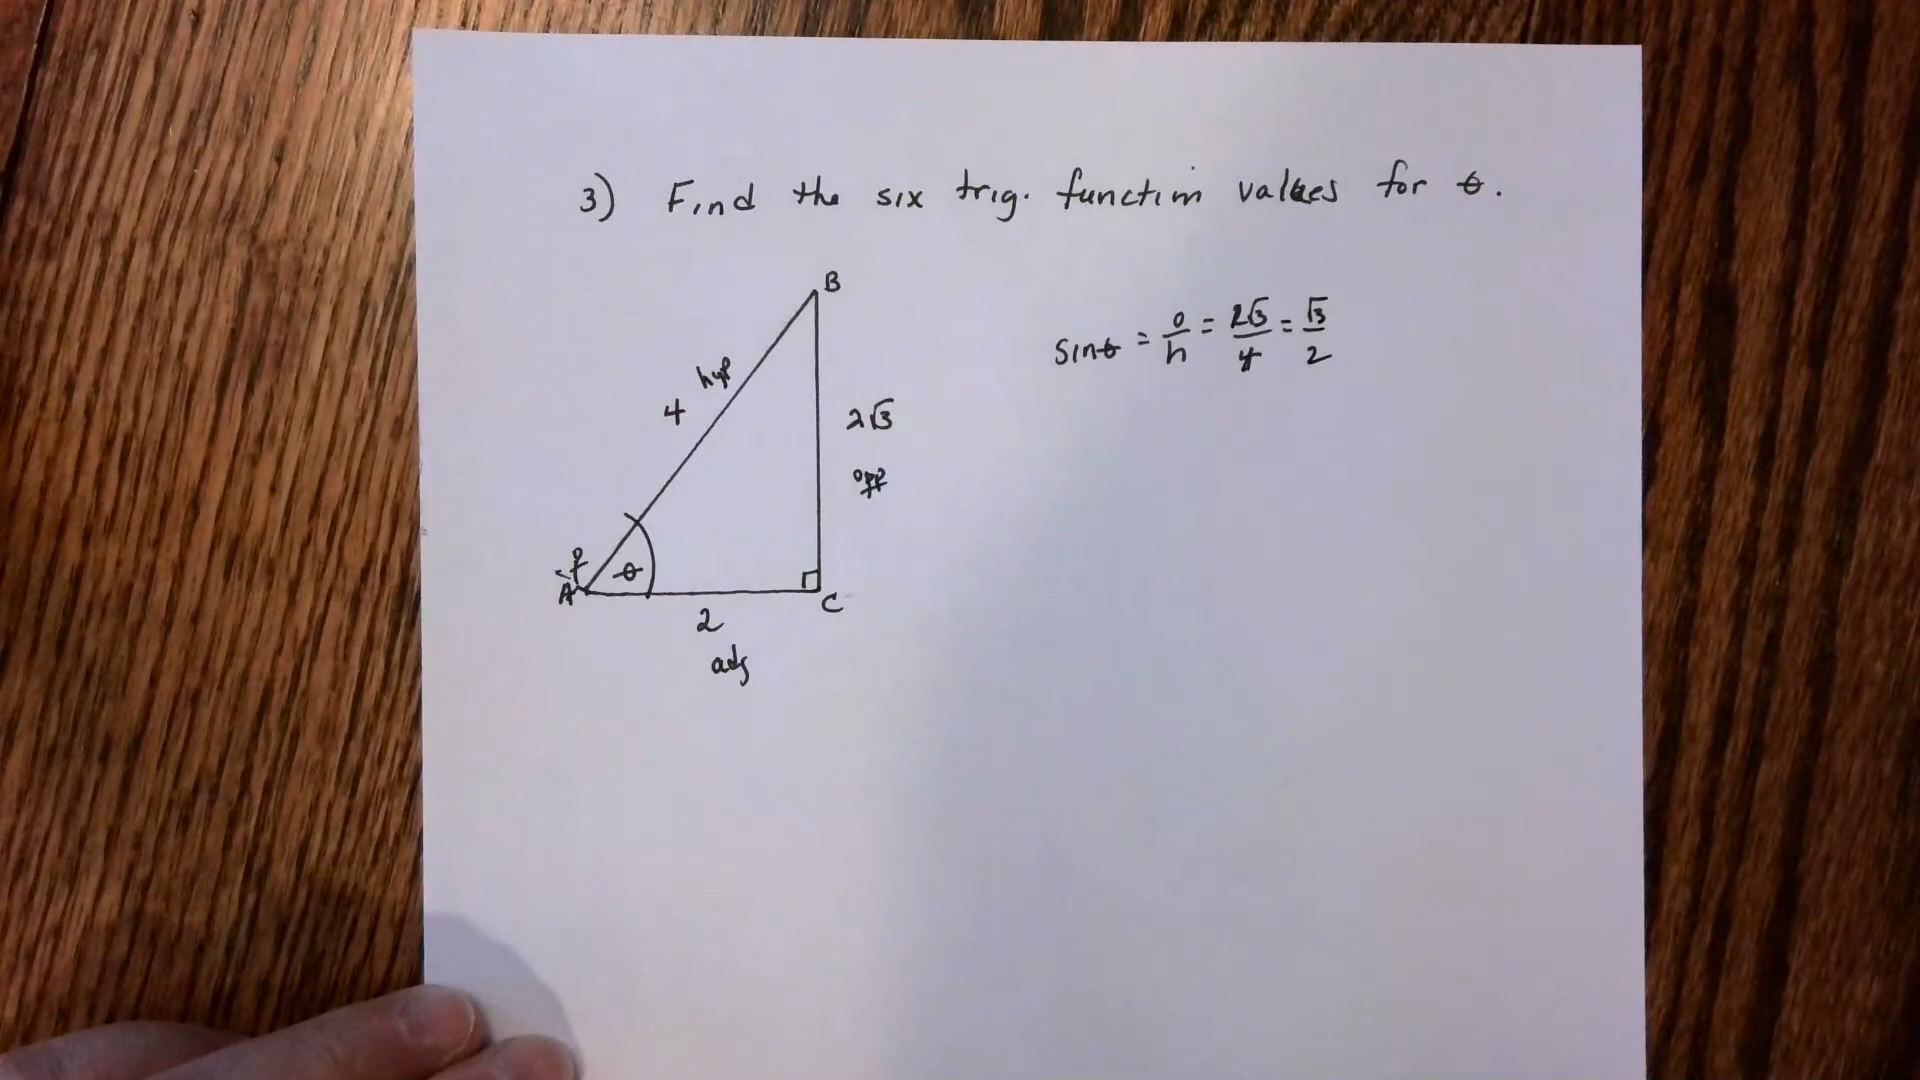 3) Find the six trig. function values for θ.
B
sinθ = o/h = 2√3/4 = √3/2
hyp
4
2√3
opp
θ
A
C
2
adj